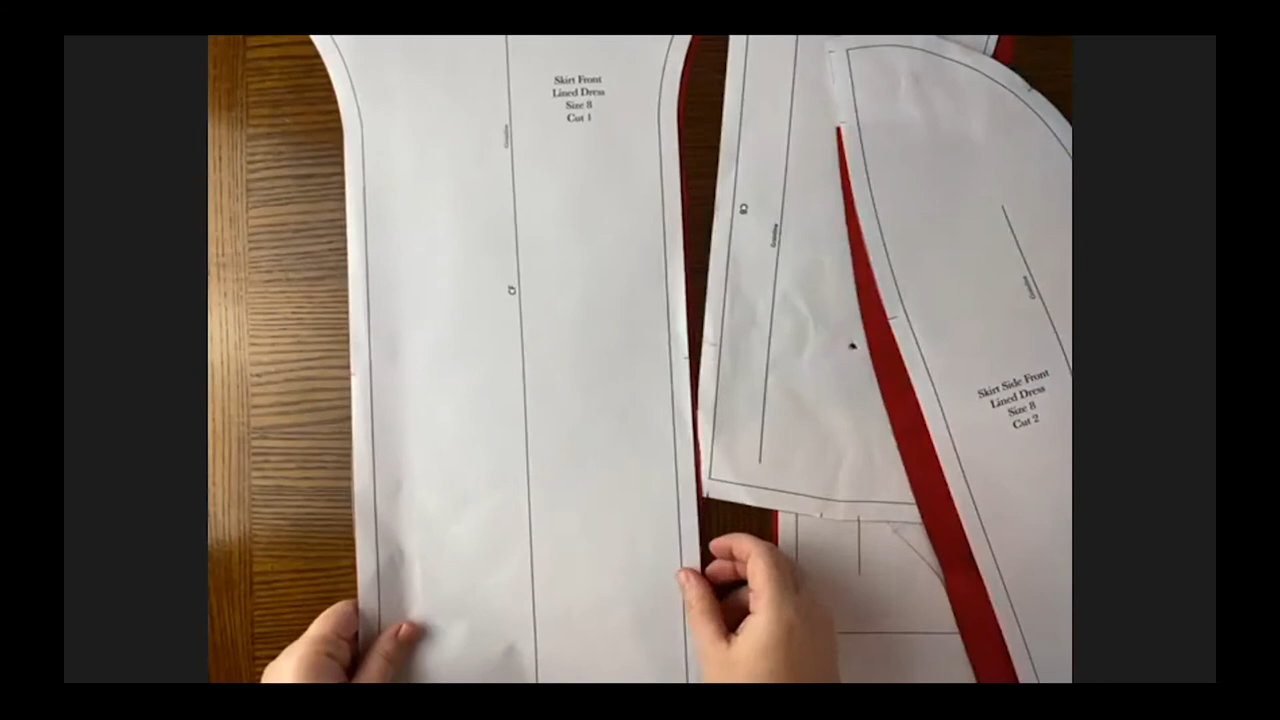 Skirt Front
Lined Dress
Size 8
Cut 1
Grainline
CF
CB
Grainline
Grainline
Skirt Side Front
Lined Dress
Size 8
Cut 2